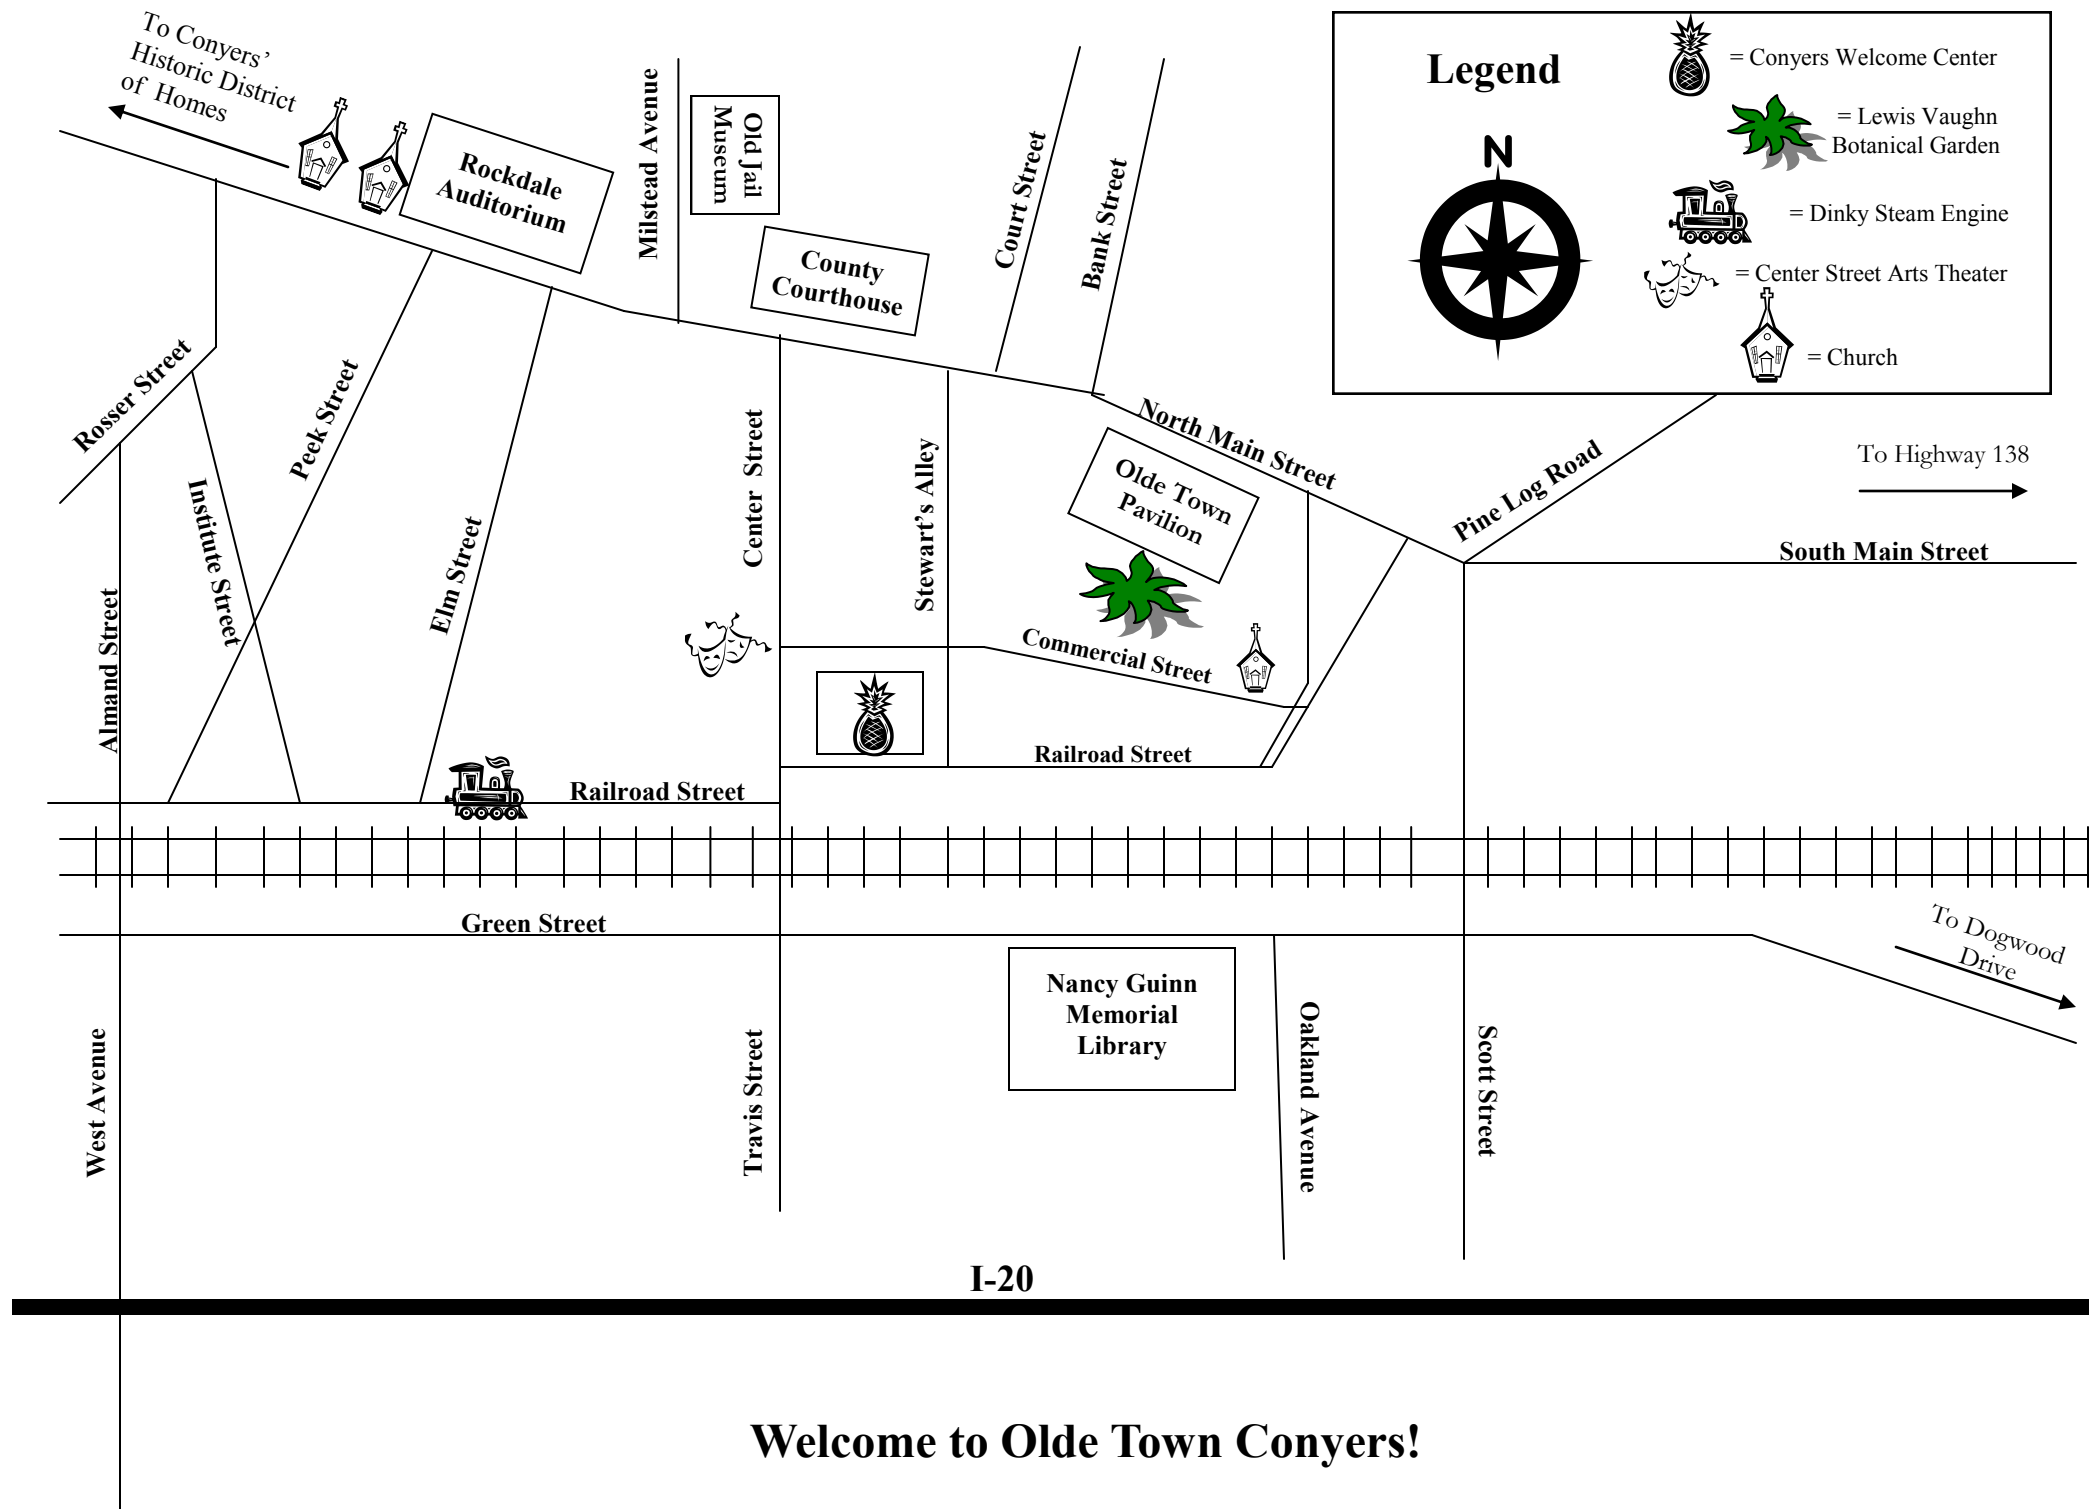 To Conyers’
Historic District
of Homes
Rockdale
Auditorium
Milstead Avenue
Old Jail
Museum
County
Courthouse
Court Street
Bank Street
Legend
N
= Conyers Welcome Center
= Lewis Vaughn
Botanical Garden
= Dinky Steam Engine
= Center Street Arts Theater
= Church
Rosser Street
Peek Street
Institute Street
Elm Street
Almand Street
Center Street
Stewart’s Alley
North Main Street
Olde Town
Pavilion
Pine Log Road
To Highway 138
South Main Street
Commercial Street
Railroad Street
Railroad Street
Green Street
To Dogwood
Drive
Nancy Guinn
Memorial
Library
West Avenue
Travis Street
Oakland Avenue
Scott Street
I-20
Welcome to Olde Town Conyers!